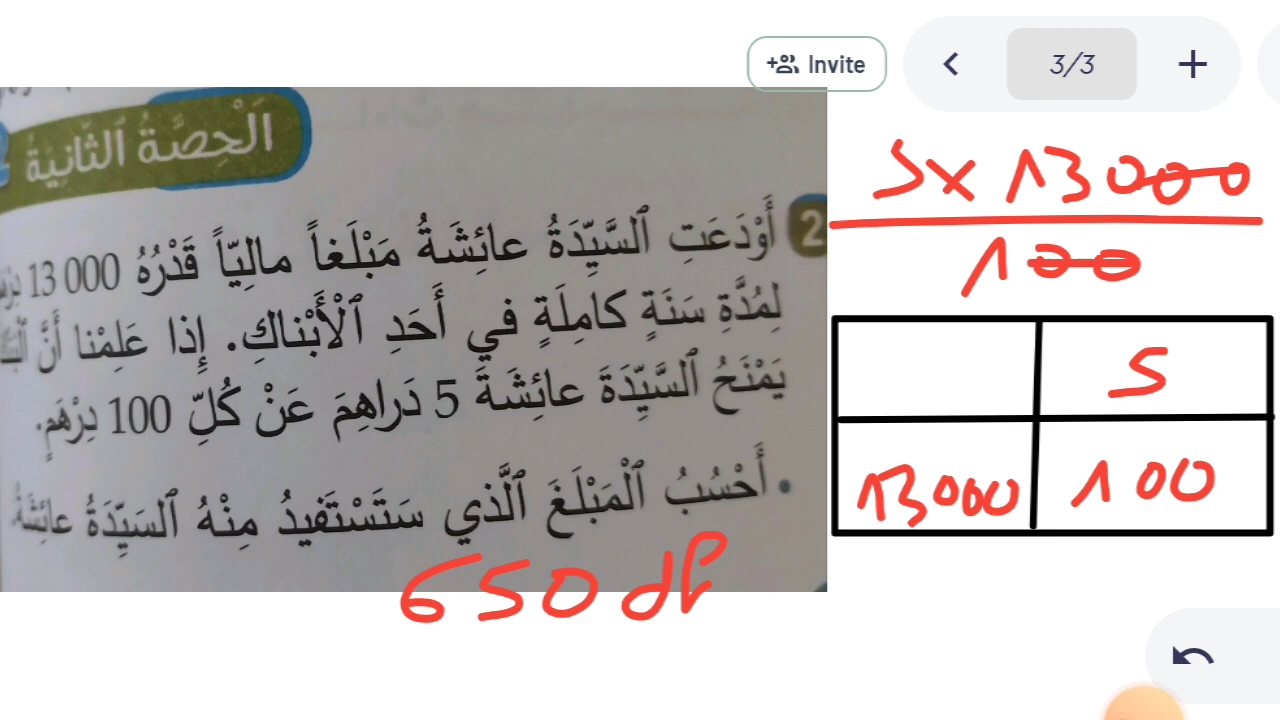 Invite
3/3
الْحِصَّةُ الثّانِيَةُ
2 أَوْدَعَتِ السَّيِّدَةُ عائِشَةُ مَبْلَغاً مالِيّاً قَدْرُهُ 000 13
لِمُدَّةِ سَنَةٍ كامِلَةٍ في أَحَدِ الْأَبْناكِ. إِذا عَلِمْنا أَنَّ
يَمْنَحُ السَّيِّدَةَ عائِشَةَ 5 دَراهِمَ عَنْ كُلِّ 100 دِرْهَمٍ.
• أَحْسُبُ الْمَبْلَغَ الَّذي سَتَسْتَفيدُ مِنْهُ السَيِّدَةُ عائِشَةُ.
650 dh
5 x 13000
100
5
13000 100